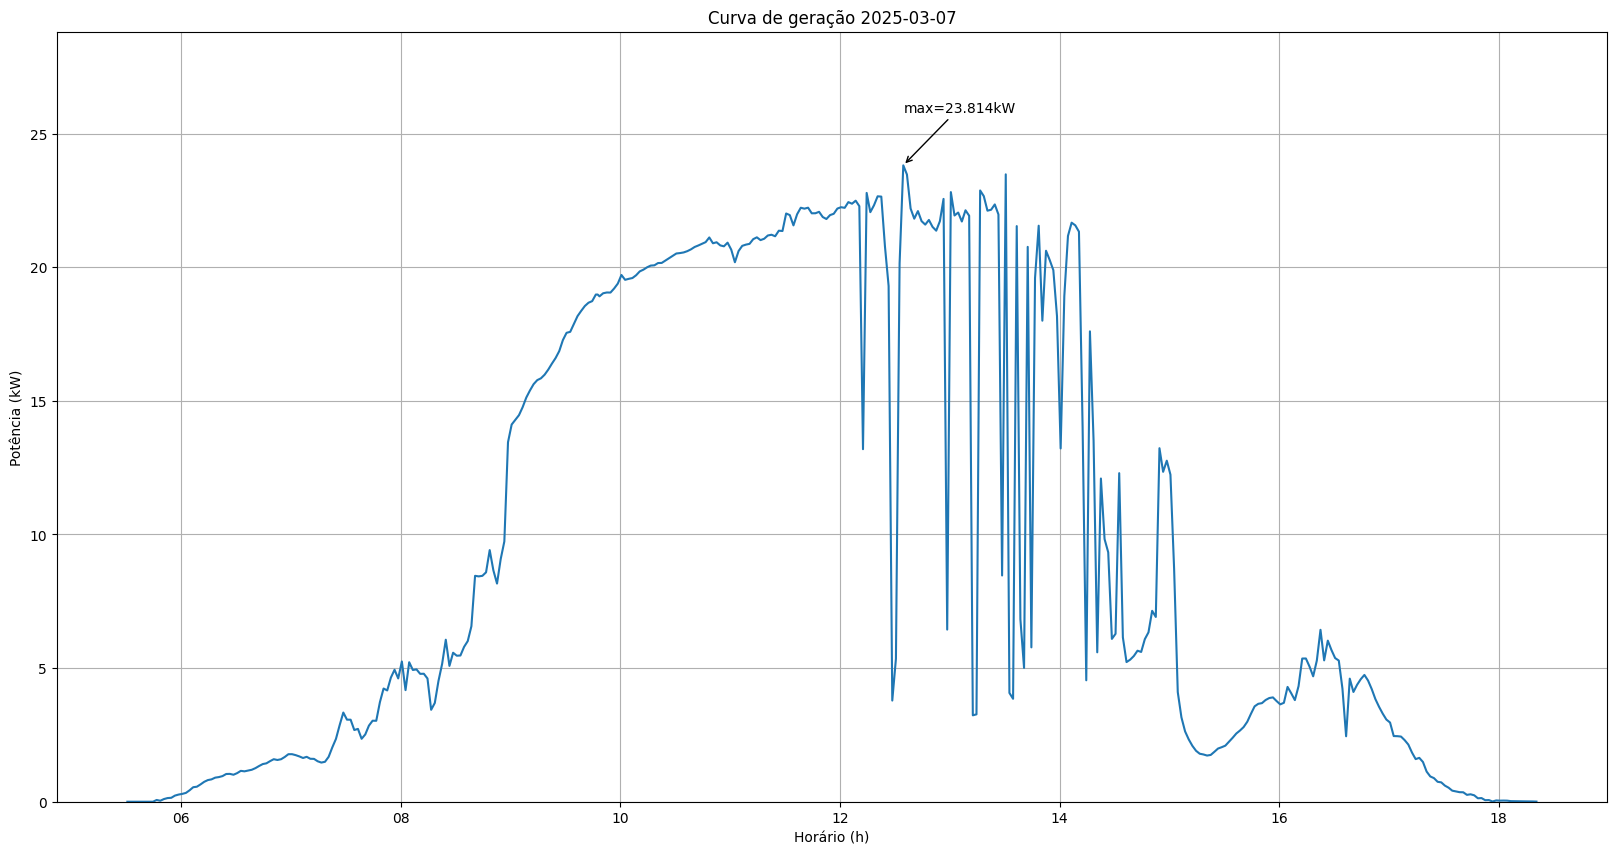 Curva de geração 2025-03-07
max=23.814kW
Potência (kW)
25
20
15
10
5
0
06 08 10 12 14 16 18
Horário (h)